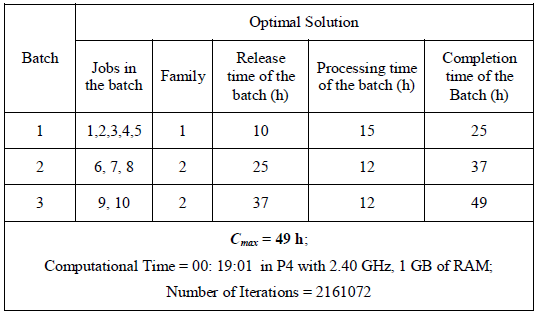 Batch
Optimal Solution
Jobs in
the batch
Family
Release
time of the
batch (h)
Processing time
of the batch (h)
Completion
time of the
Batch (h)
1 1,2,3,4,5 1 10 15 25
2 6, 7, 8 2 25 12 37
3 9, 10 2 37 12 49
Cmax = 49 h;
Computational Time = 00: 19:01 in P4 with 2.40 GHz, 1 GB of RAM;
Number of Iterations = 2161072